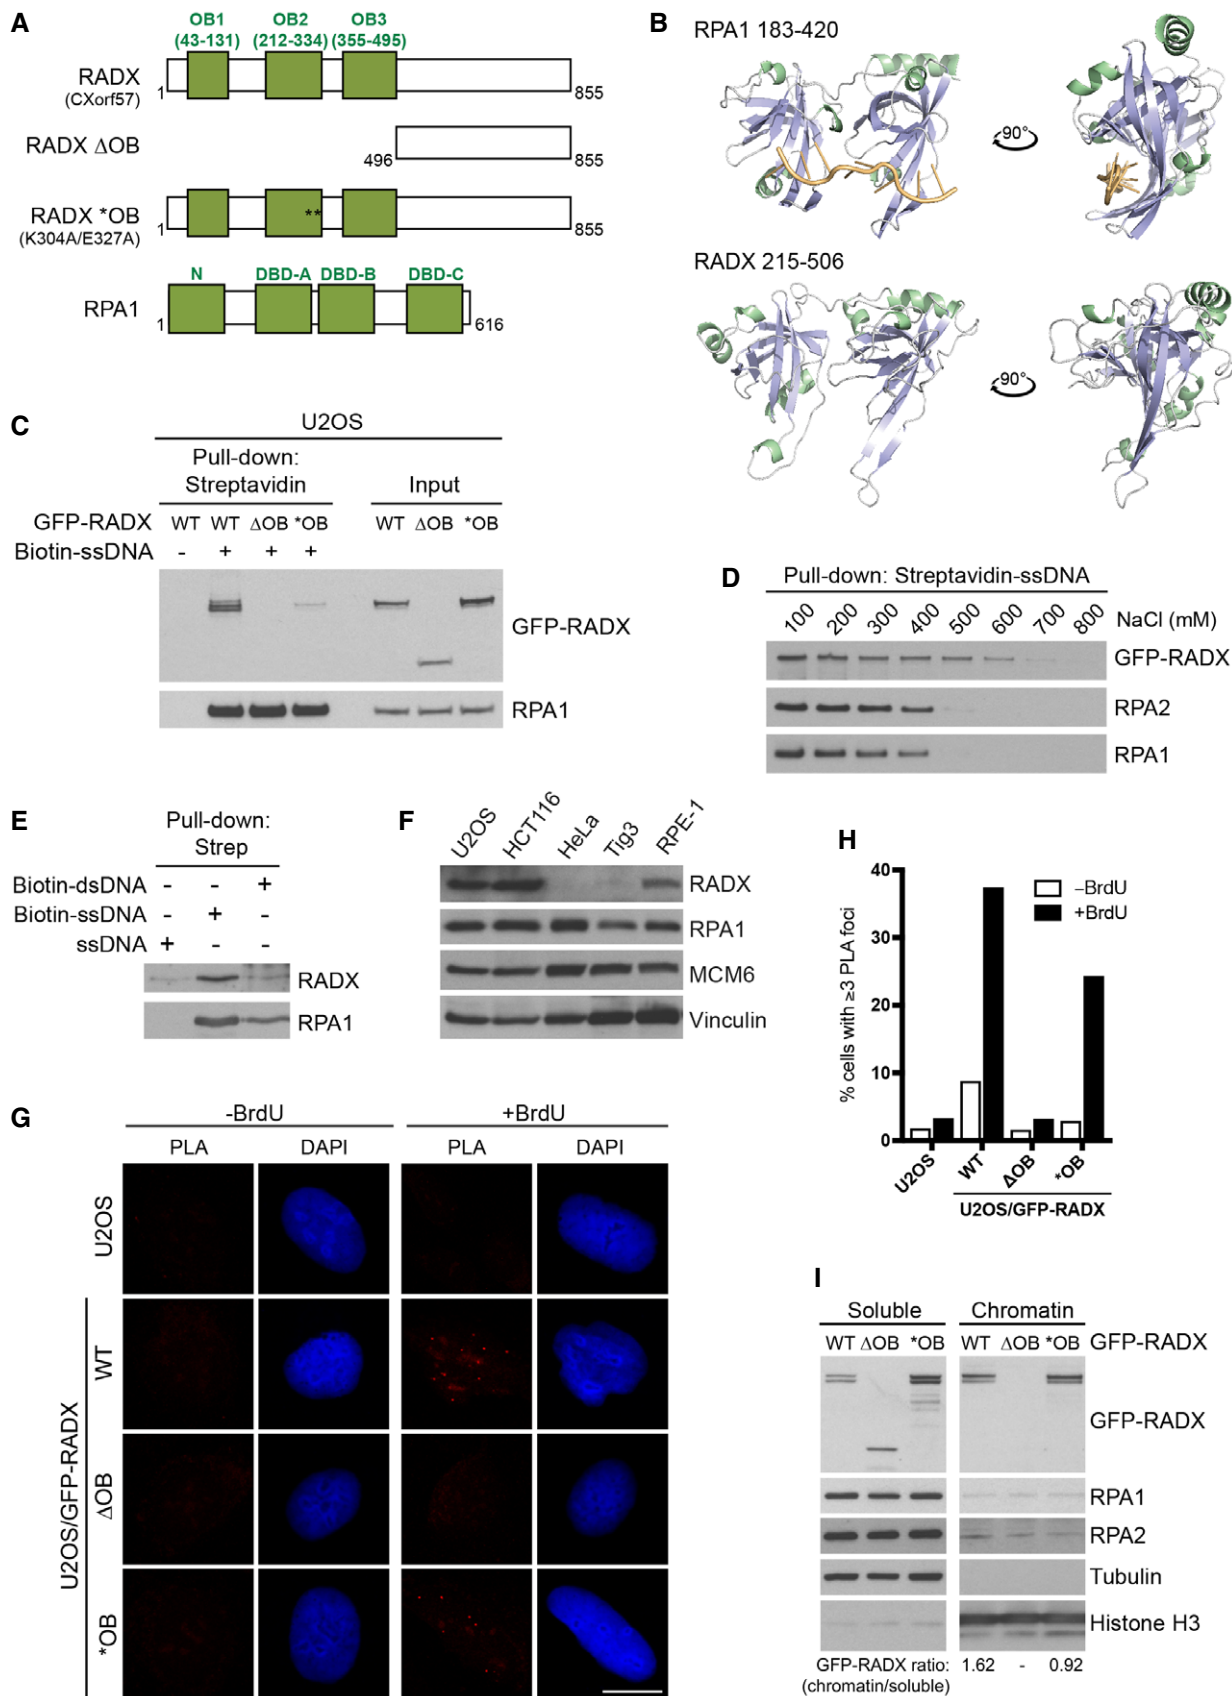 A
OB1 OB2 OB3
(43-131) (212-334) (355-495)
RADX
(CXorf57)
1 855
RADX ΔOB
496 855
RADX *OB
(K304A/E327A)
**
1 855
N DBD-A DBD-B DBD-C
RPA1
1 616
B
RPA1 183-420
90°
RADX 215-506
90°
C
U2OS
Pull-down:
Streptavidin Input
GFP-RADX WT WT ΔOB *OB WT ΔOB *OB
Biotin-ssDNA - + + +
GFP-RADX
RPA1
D
Pull-down: Streptavidin-ssDNA
100 200 300 400 500 600 700 800 NaCl (mM)
GFP-RADX
RPA2
RPA1
E
Pull-down:
Strep
Biotin-dsDNA - - +
Biotin-ssDNA - + -
ssDNA + - -
RADX
RPA1
F
U2OS HCT116 HeLa Tig3 RPE-1
RADX
RPA1
MCM6
Vinculin
G
-BrdU +BrdU
PLA DAPI PLA DAPI
U2OS
U2OS/GFP-RADX
WT
ΔOB
*OB
H
% cells with ≥3 PLA foci
40
30
20
10
0
–BrdU
+BrdU
U2OS WT ΔOB *OB
U2OS/GFP-RADX
I
Soluble Chromatin
WT ΔOB *OB WT ΔOB *OB GFP-RADX
GFP-RADX
RPA1
RPA2
Tubulin
Histone H3
GFP-RADX ratio: 1.62 - 0.92
(chromatin/soluble)